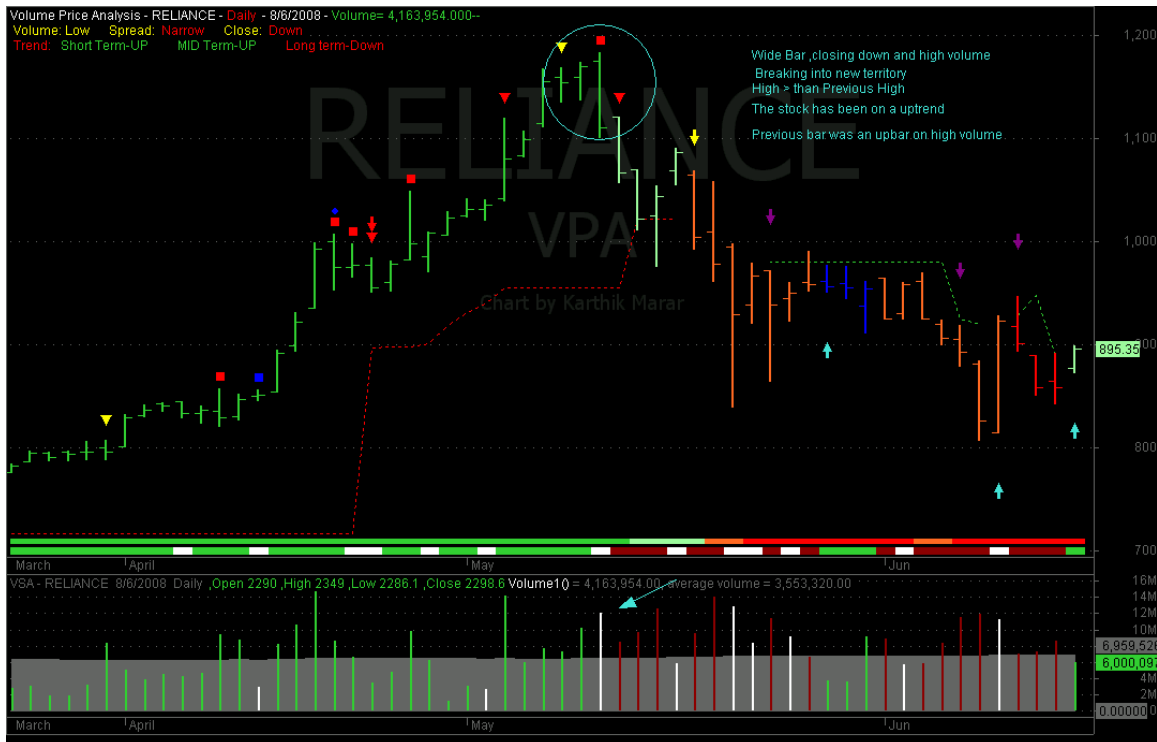 Volume Price Analysis - RELIANCE - Daily - 8/6/2008 - Volume= 4,163,954.000--
Volume: Low Spread: Narrow Close: Down
Trend: Short Term-UP MID Term-UP Long term-Down
Wide Bar ,closing down and high volume
Breaking into new territory
High > than Previous High
The stock has been on a uptrend
Previous bar was an upbar on high volume
RELIANCE
VPA
Chart by Karthik Marar
1,200
1,100
1,000
900
895.35
800
700
March April May Jun
VSA - RELIANCE 8/6/2008 Daily ,Open 2290 ,High 2349 ,Low 2286.1 ,Close 2298.6 Volume1() = 4,163,954.00, average volume = 3,553,320.00
16M
14M
12M
10M
6,959,526
6,000,097
4M
2M
0.00000
March April May Jun